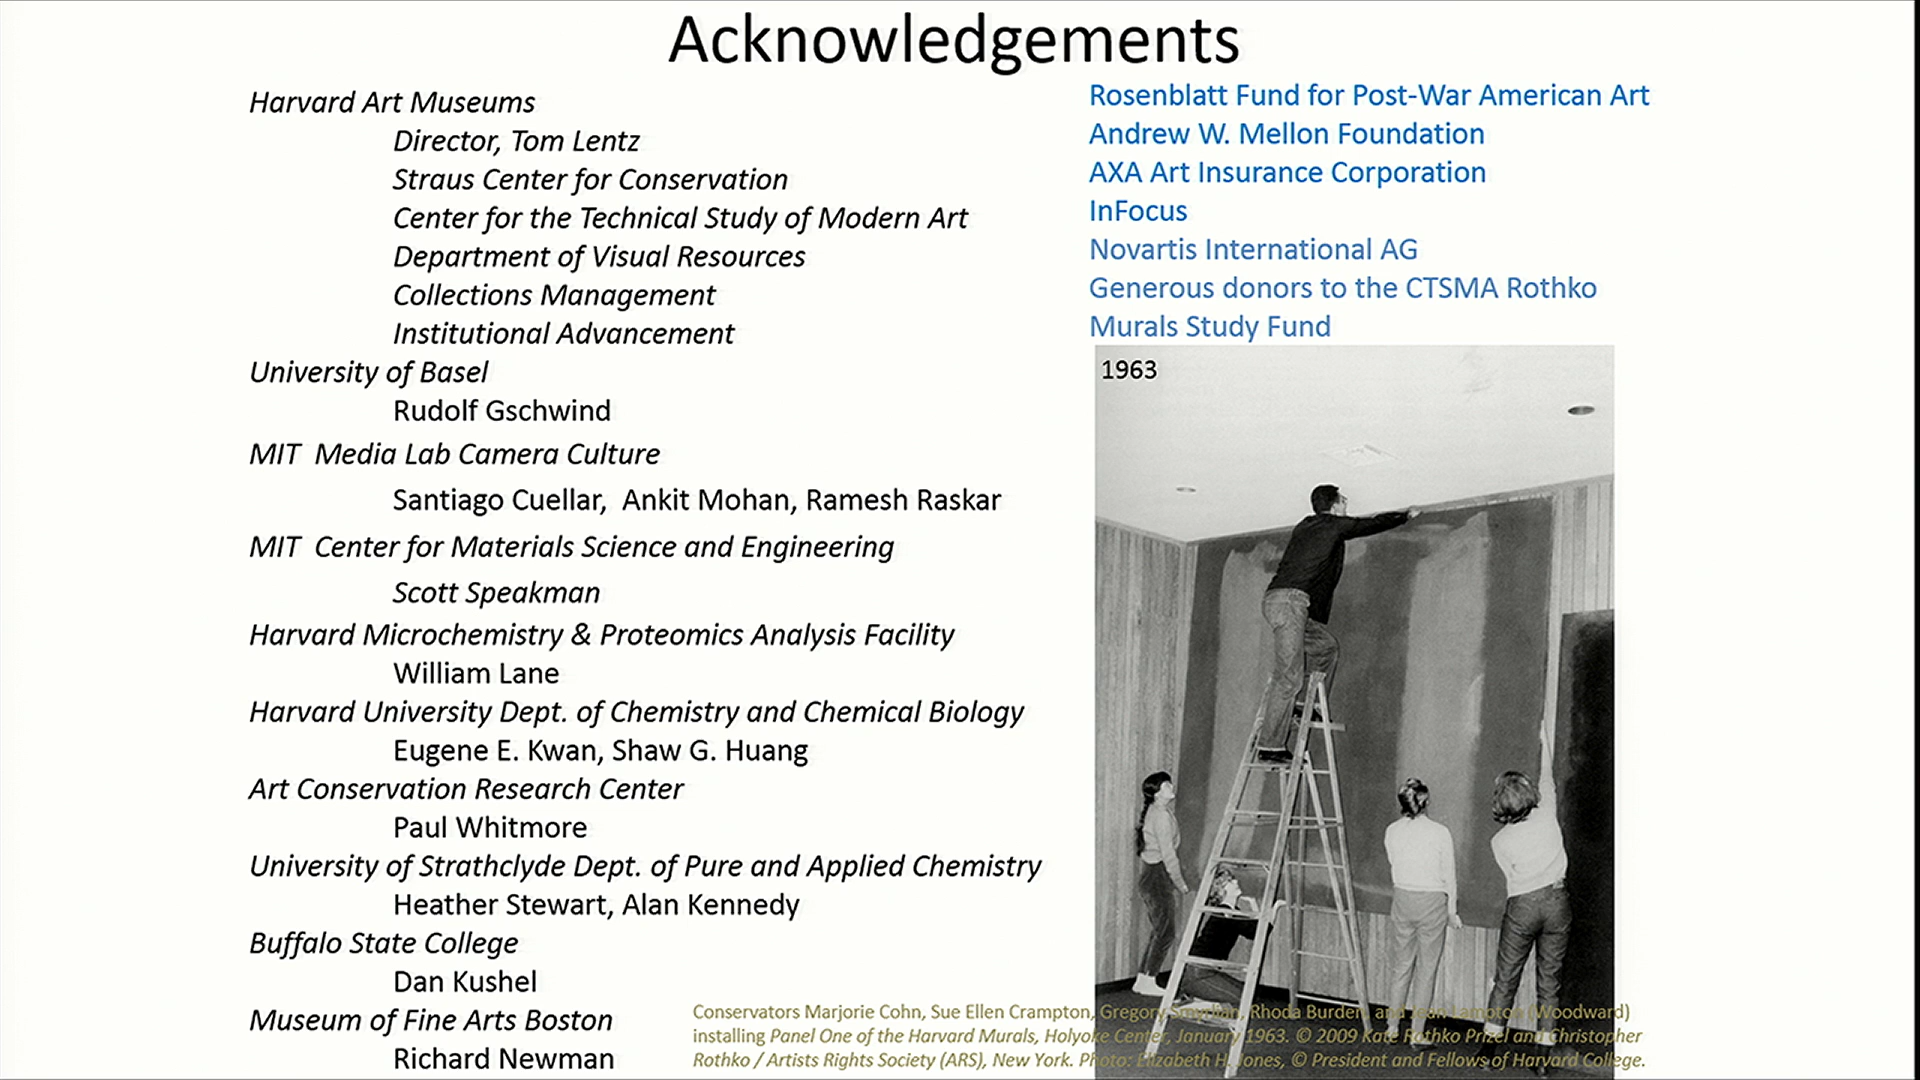 Acknowledgements
Harvard Art Museums
Director, Tom Lentz
Straus Center for Conservation
Center for the Technical Study of Modern Art
Department of Visual Resources
Collections Management
Institutional Advancement
University of Basel
Rudolf Gschwind
MIT Media Lab Camera Culture
Santiago Cuellar, Ankit Mohan, Ramesh Raskar
MIT Center for Materials Science and Engineering
Scott Speakman
Harvard Microchemistry & Proteomics Analysis Facility
William Lane
Harvard University Dept. of Chemistry and Chemical Biology
Eugene E. Kwan, Shaw G. Huang
Art Conservation Research Center
Paul Whitmore
University of Strathclyde Dept. of Pure and Applied Chemistry
Heather Stewart, Alan Kennedy
Buffalo State College
Dan Kushel
Museum of Fine Arts Boston
Richard Newman
Rosenblatt Fund for Post-War American Art
Andrew W. Mellon Foundation
AXA Art Insurance Corporation
InFocus
Novartis International AG
Generous donors to the CTSMA Rothko
Murals Study Fund
1963
Conservators Marjorie Cohn, Sue Ellen Crampton, Gregory Rhoda Burden, and (Woodward)
installing Panel One of the Harvard Murals, Holyoke Center, January 1963. © 2009 Kate Rothko Prizel and Christopher
Rothko / Artists Rights Society (ARS), New York. Photo: Elizabeth H. Jones, © President and Fellows of Harvard College.